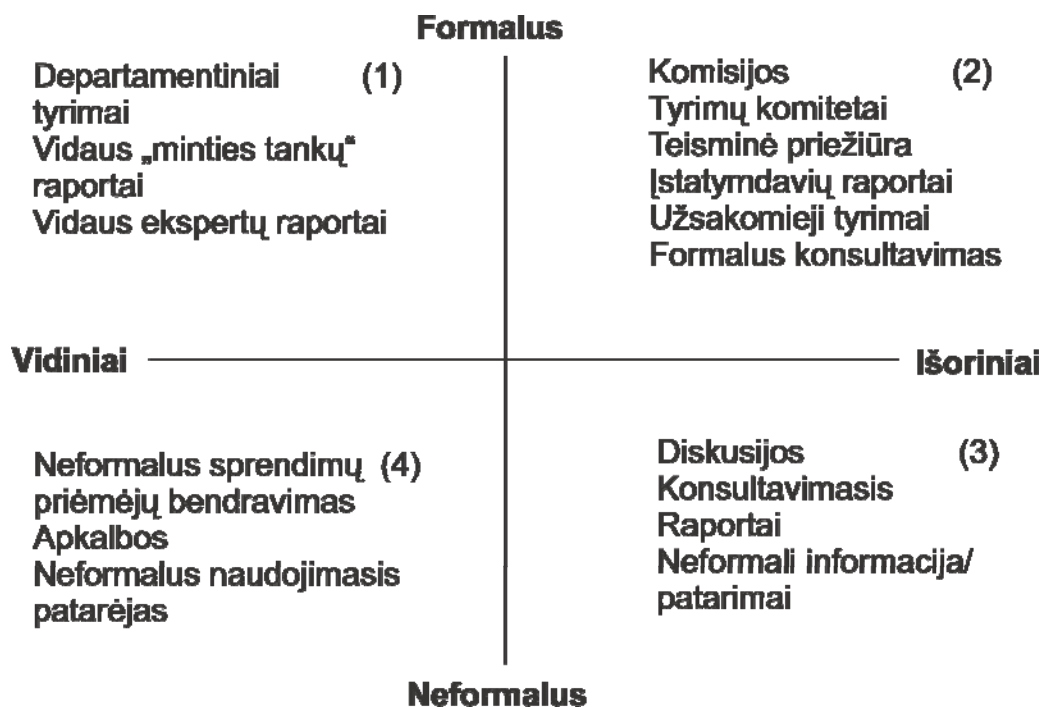 Formalus
Departamentiniai (1)
tyrimai
Vidaus „minties tankų“
raportai
Vidaus ekspertų raportai
Komisijos (2)
Tyrimų komitetai
Teisminė priežiūra
Įstatymdavių raportai
Užsakomieji tyrimai
Formalus konsultavimas
Vidiniai
Išoriniai
Neformalus sprendimų (4)
priėmėjų bendravimas
Apkalbos
Neformalus naudojimasis
patarėjas
Diskusijos (3)
Konsultavimasis
Raportai
Neformali informacija/
patarimai
Neformalus